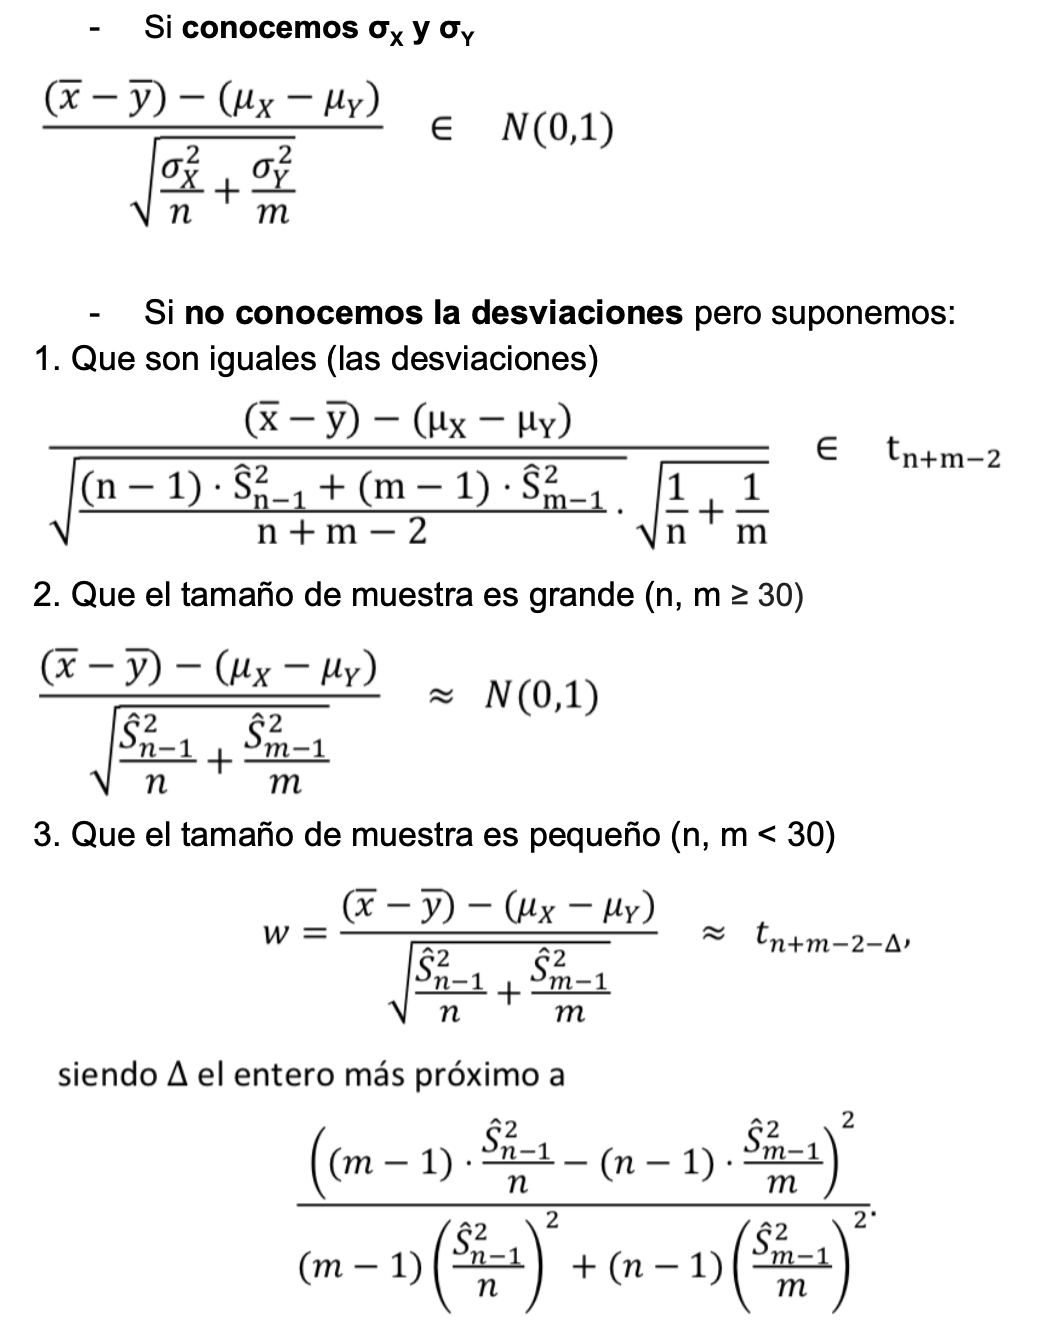 - Si conocemos σ_X y σ_Y
\frac{(\overline{x} - \overline{y}) - (\mu_X - \mu_Y)}{\sqrt{\frac{\sigma_X^2}{n} + \frac{\sigma_Y^2}{m}}} \in N(0,1)
- Si no conocemos la desviaciones pero suponemos:
1. Que son iguales (las desviaciones)
\frac{(\overline{x} - \overline{y}) - (\mu_X - \mu_Y)}{\sqrt{\frac{(n-1) \cdot \hat{S}_{n-1}^2 + (m-1) \cdot \hat{S}_{m-1}^2}{n+m-2}} \cdot \sqrt{\frac{1}{n} + \frac{1}{m}}} \in t_{n+m-2}
2. Que el tamaño de muestra es grande (n, m ≥ 30)
\frac{(\overline{x} - \overline{y}) - (\mu_X - \mu_Y)}{\sqrt{\frac{\hat{S}_{n-1}^2}{n} + \frac{\hat{S}_{m-1}^2}{m}}} \approx N(0,1)
3. Que el tamaño de muestra es pequeño (n, m < 30)
w = \frac{(\overline{x} - \overline{y}) - (\mu_X - \mu_Y)}{\sqrt{\frac{\hat{S}_{n-1}^2}{n} + \frac{\hat{S}_{m-1}^2}{m}}} \approx t_{n+m-2-\Delta},
siendo Δ el entero más próximo a
\frac{\left((m-1) \cdot \frac{\hat{S}_{n-1}^2}{n} - (n-1) \cdot \frac{\hat{S}_{m-1}^2}{m}\right)^2}{(m-1)\left(\frac{\hat{S}_{n-1}^2}{n}\right)^2 + (n-1)\left(\frac{\hat{S}_{m-1}^2}{m}\right)^2}.